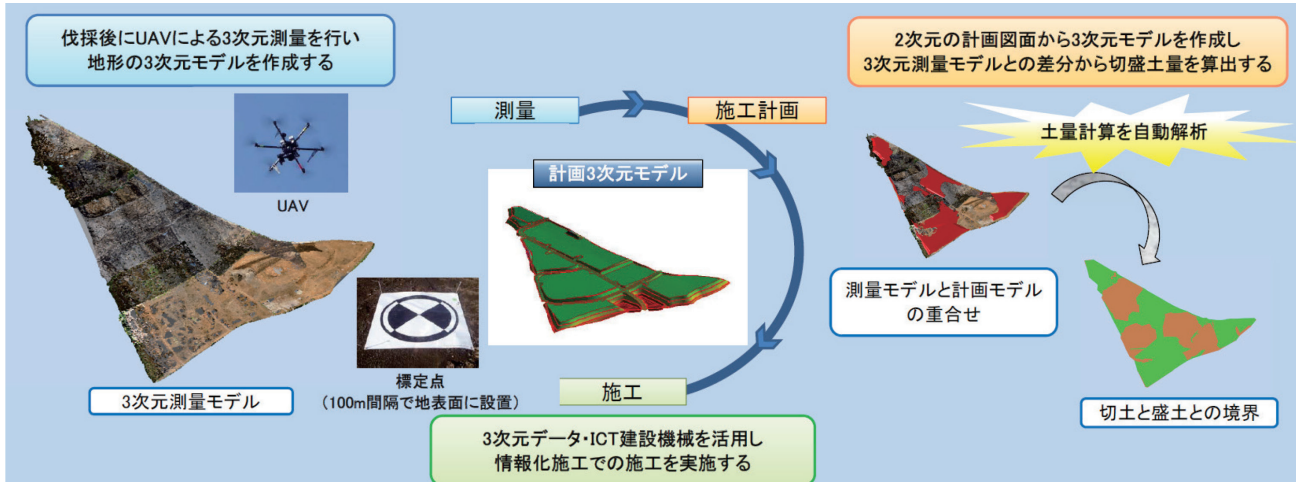 伐採後にUAVによる3次元測量を行い
地形の3次元モデルを作成する
UAV
3次元測量モデル
標定点
(100m間隔で地表面に設置)
測量
施工計画
計画3次元モデル
施工
3次元データ・ICT建設機械を活用し
情報化施工での施工を実施する
2次元の計画図面から3次元モデルを作成し
3次元測量モデルとの差分から切盛土量を算出する
土量計算を自動解析
測量モデルと計画モデル
の重合せ
切土と盛土との境界